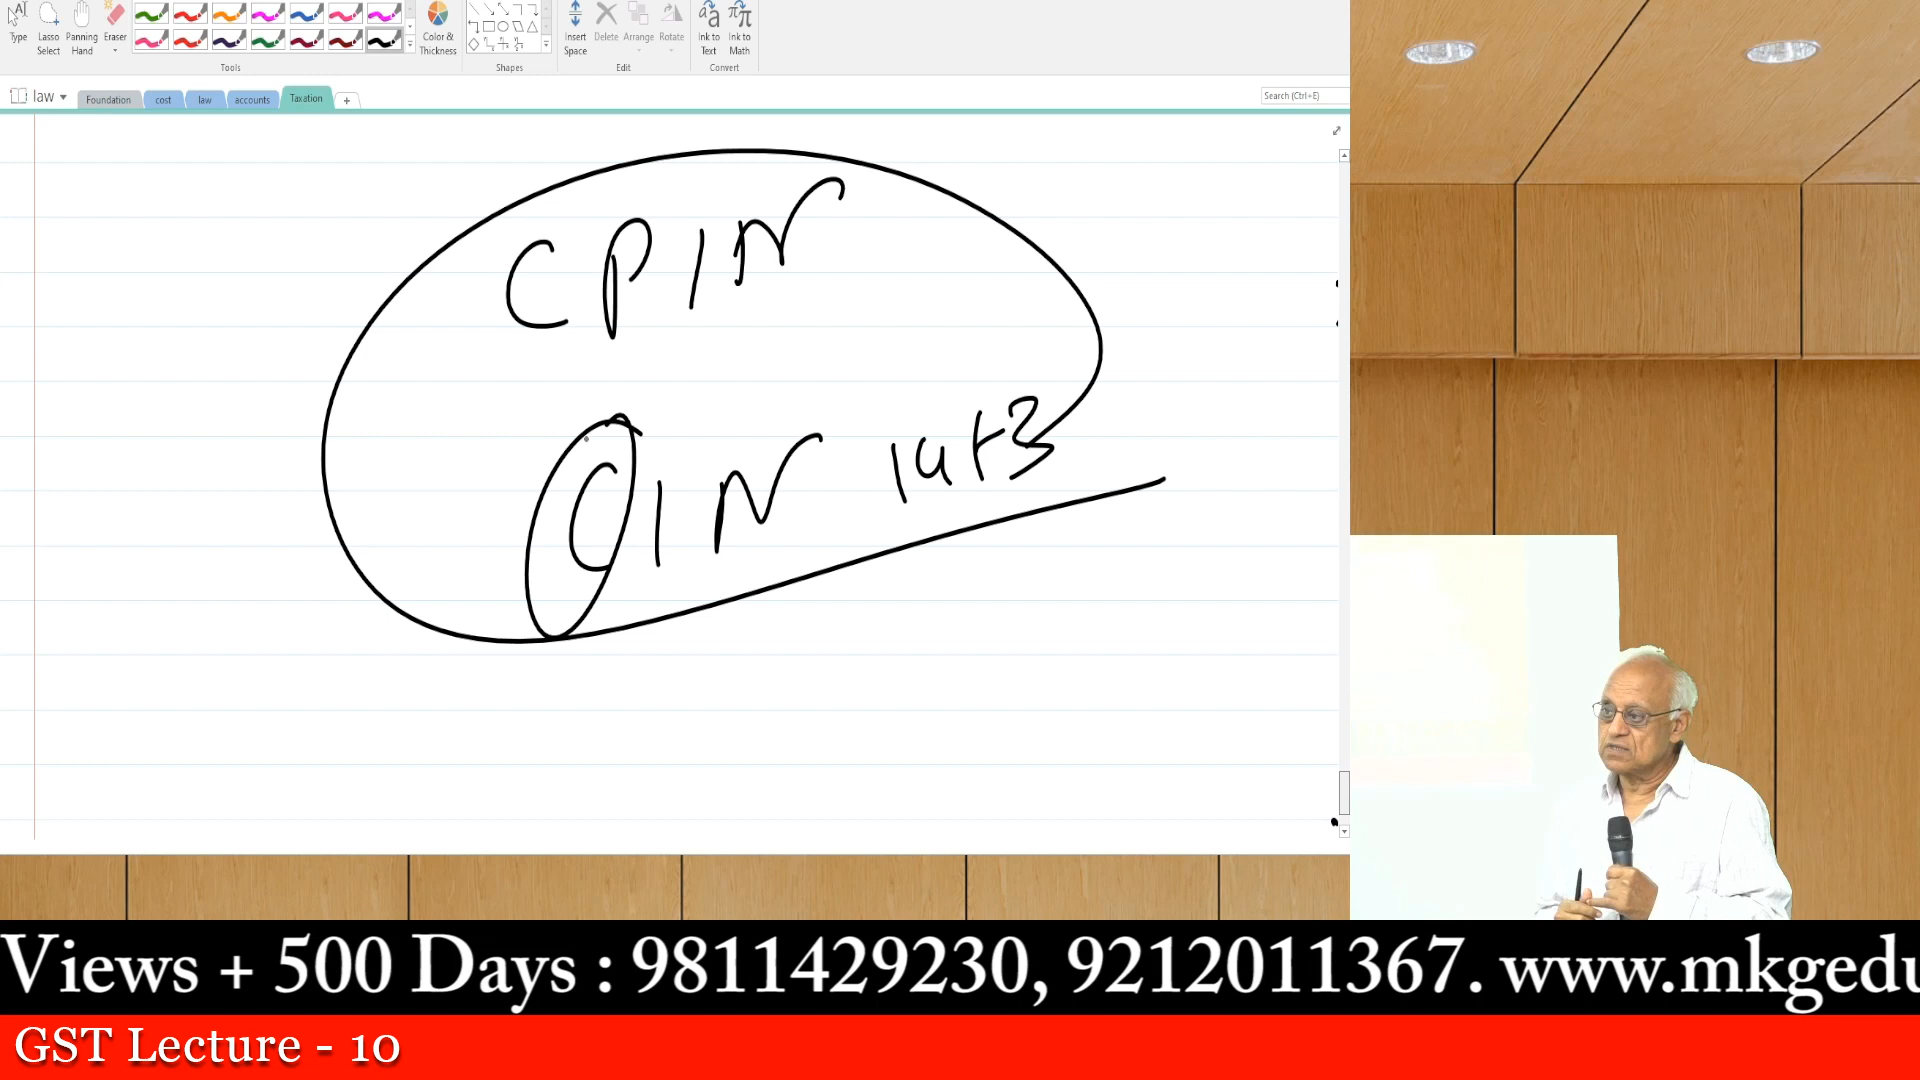 Type
Lasso Select
Panning Hand
Eraser
Color & Thickness
Insert Space
Delete
Arrange
Rotate
Ink to Text
Ink to Math
Tools
Shapes
Edit
Convert
law
Foundation
cost
law
accounts
Taxation
+
Search (Ctrl+E)
CPIN
CIN 14+3
Views + 500 Days : 9811429230, 9212011367. www.mkgedu
GST Lecture - 10